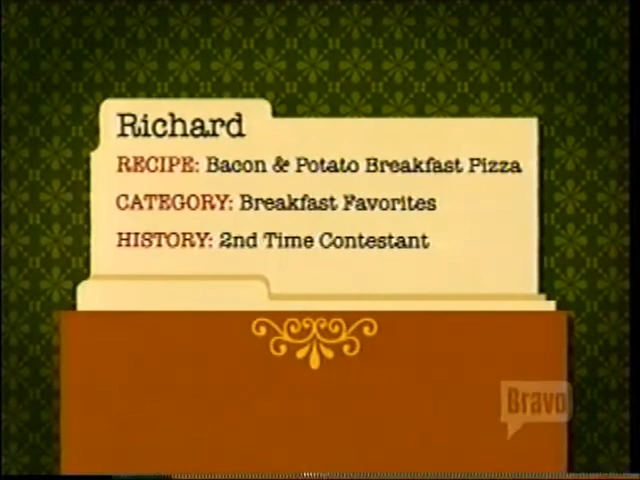 Richard
RECIPE: Bacon & Potato Breakfast Pizza
CATEGORY: Breakfast Favorites
HISTORY: 2nd Time Contestant
Bravo